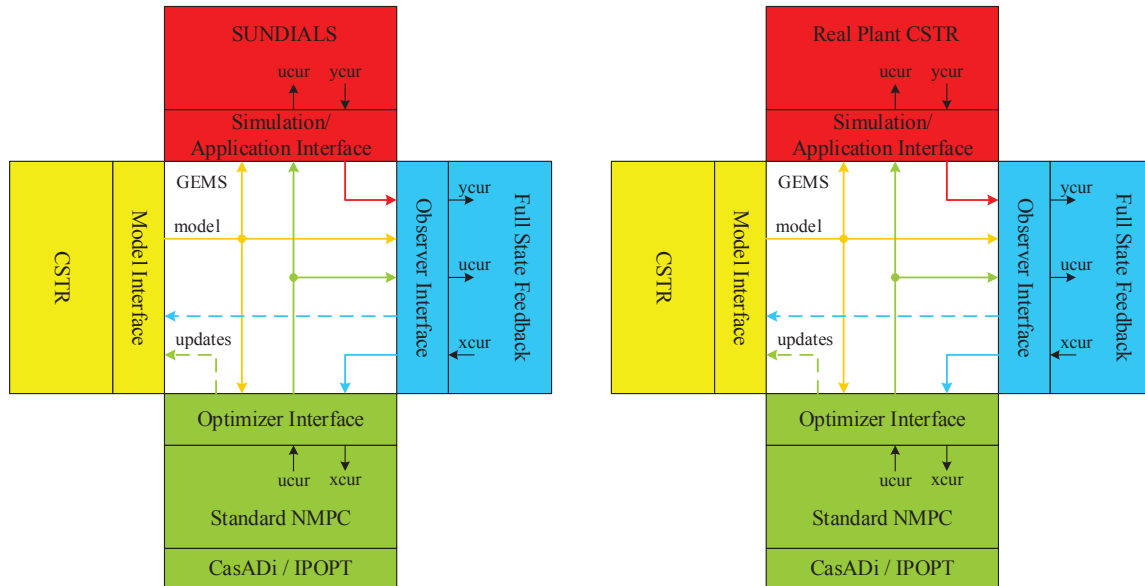 SUNDIALS
ucur
ycur
Simulation/
Application Interface
GEMS
model
updates
CSTR
Model Interface
Observer Interface
ycur
ucur
xcur
Full State Feedback
Optimizer Interface
ucur
xcur
Standard NMPC
CasADi / IPOPT
Real Plant CSTR
ucur
ycur
Simulation/
Application Interface
GEMS
model
updates
CSTR
Model Interface
Observer Interface
ycur
ucur
xcur
Full State Feedback
Optimizer Interface
ucur
xcur
Standard NMPC
CasADi / IPOPT